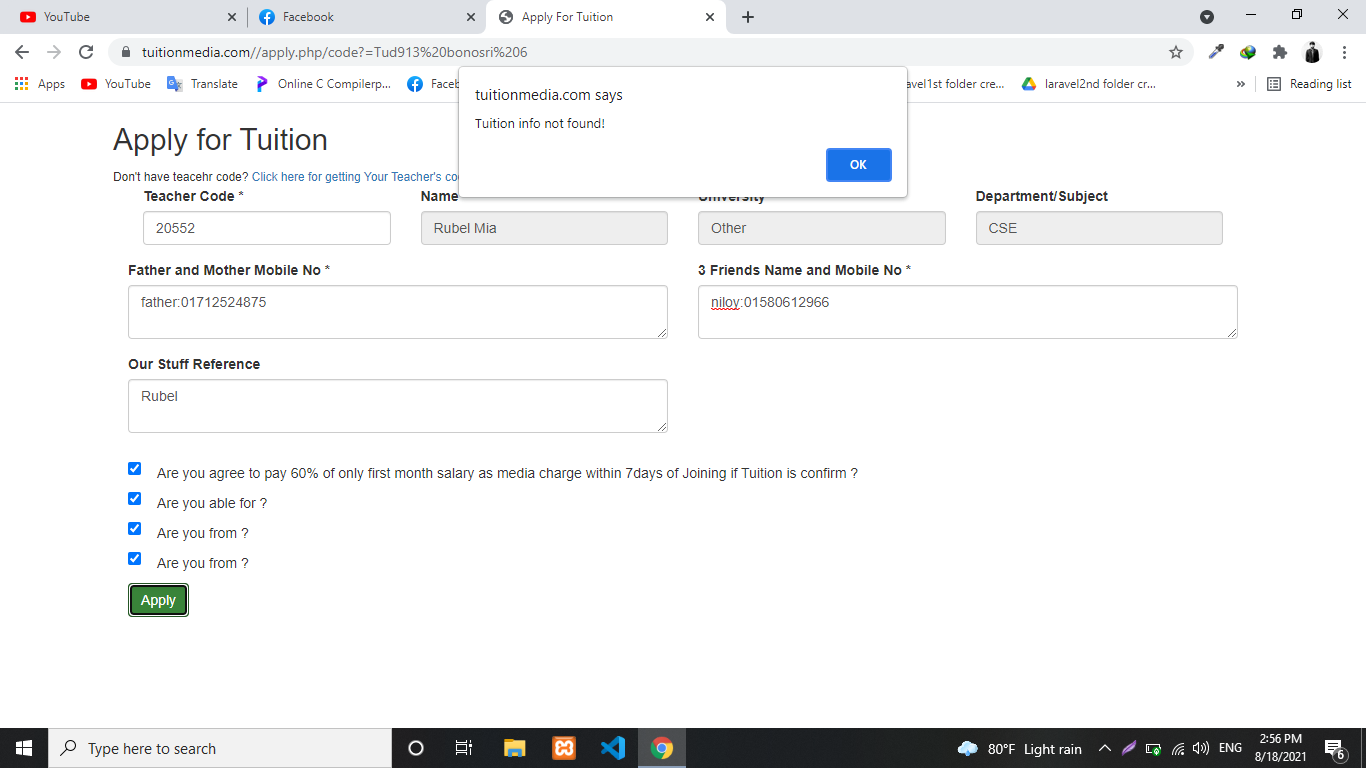 YouTube
Facebook
Apply For Tuition
tuitionmedia.com//apply.php/code?=Tud913%20bonosri%206
Apps
YouTube
Translate
Online C Compilerp...
Faceb
avel1st folder cre...
laravel2nd folder cr...
»
Reading list
tuitionmedia.com says
Tuition info not found!
OK
Apply for Tuition
Don't have teacehr code? Click here for getting Your Teacher's co
Teacher Code * Name University Department/Subject
20552 Rubel Mia Other CSE
Father and Mother Mobile No * 3 Friends Name and Mobile No *
father:01712524875 niloy:01580612966
Our Stuff Reference
Rubel
Are you agree to pay 60% of only first month salary as media charge within 7days of Joining if Tuition is confirm ?
Are you able for ?
Are you from ?
Are you from ?
Apply
Type here to search
80°F Light rain
ENG
2:56 PM
8/18/2021
6